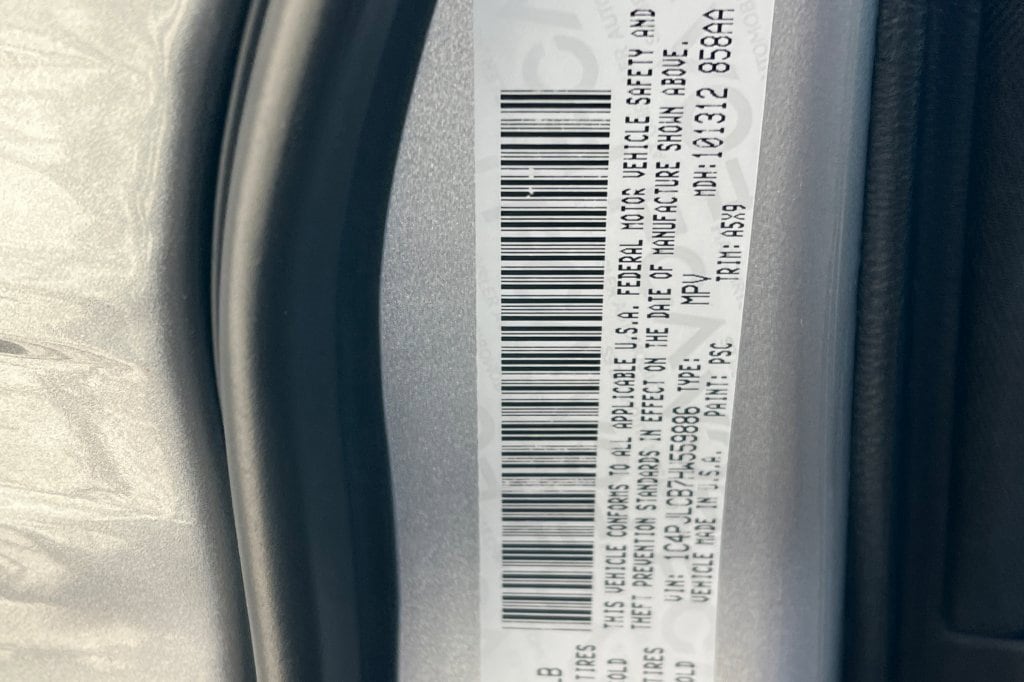 THIS VEHICLE CONFORMS TO ALL APPLICABLE U.S.A. FEDERAL MOTOR VEHICLE SAFETY AND
THEFT PREVENTION STANDARDS IN EFFECT ON THE DATE OF MANUFACTURE SHOWN ABOVE.
VIN: 1C4PJLCB7HW559886 TYPE: MPV MDH:101312 858AA
VEHICLE MADE IN U.S.A. PAINT: PSC TRIM: A5X9
LB
TIRES
OLD
TIRES
OLD